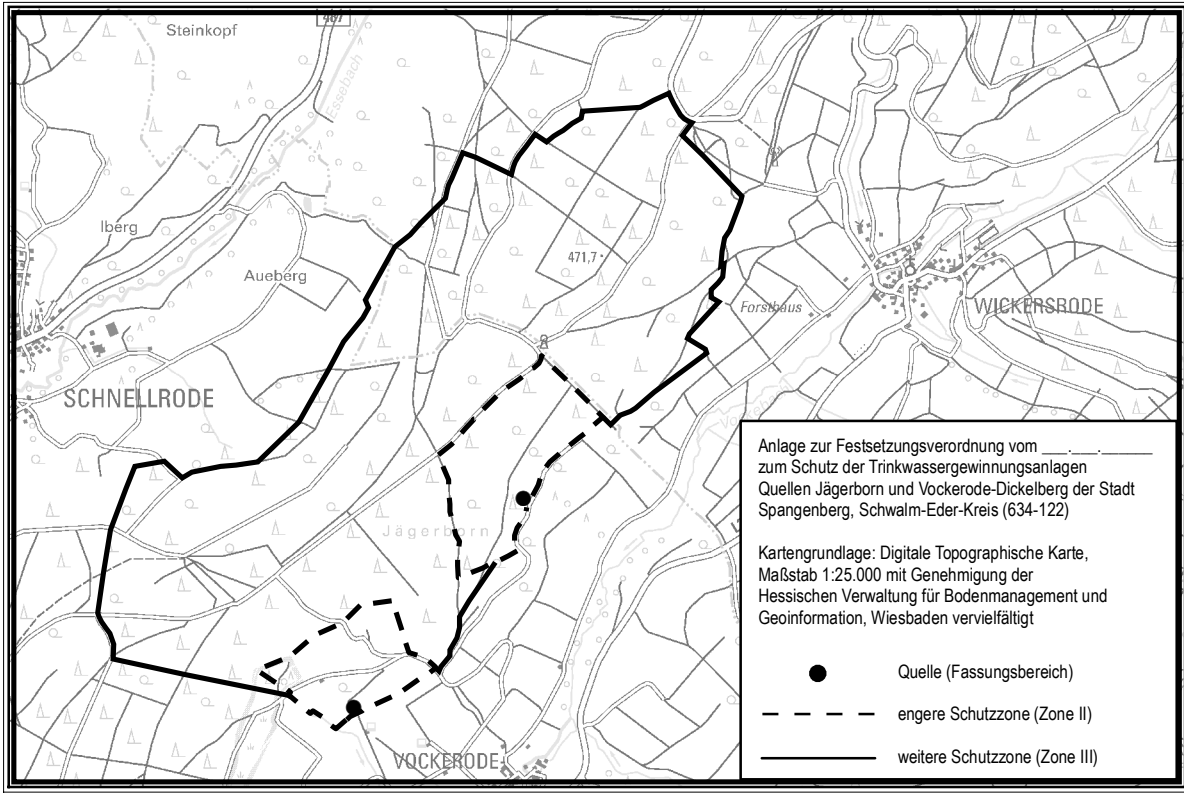 487
Steinkopf
Essebach
Iberg
Aueberg
471,7
Forsthaus
WICKERSRODE
SCHNELLRODE
Jägerborn
VOCKERODE
Anlage zur Festsetzungsverordnung vom ___.___.______
zum Schutz der Trinkwassergewinnungsanlagen
Quellen Jägerborn und Vockerode-Dickelberg der Stadt
Spangenberg, Schwalm-Eder-Kreis (634-122)
Kartengrundlage: Digitale Topographische Karte,
Maßstab 1:25.000 mit Genehmigung der
Hessischen Verwaltung für Bodenmanagement und
Geoinformation, Wiesbaden vervielfältigt
Quelle (Fassungsbereich)
engere Schutzzone (Zone II)
weitere Schutzzone (Zone III)